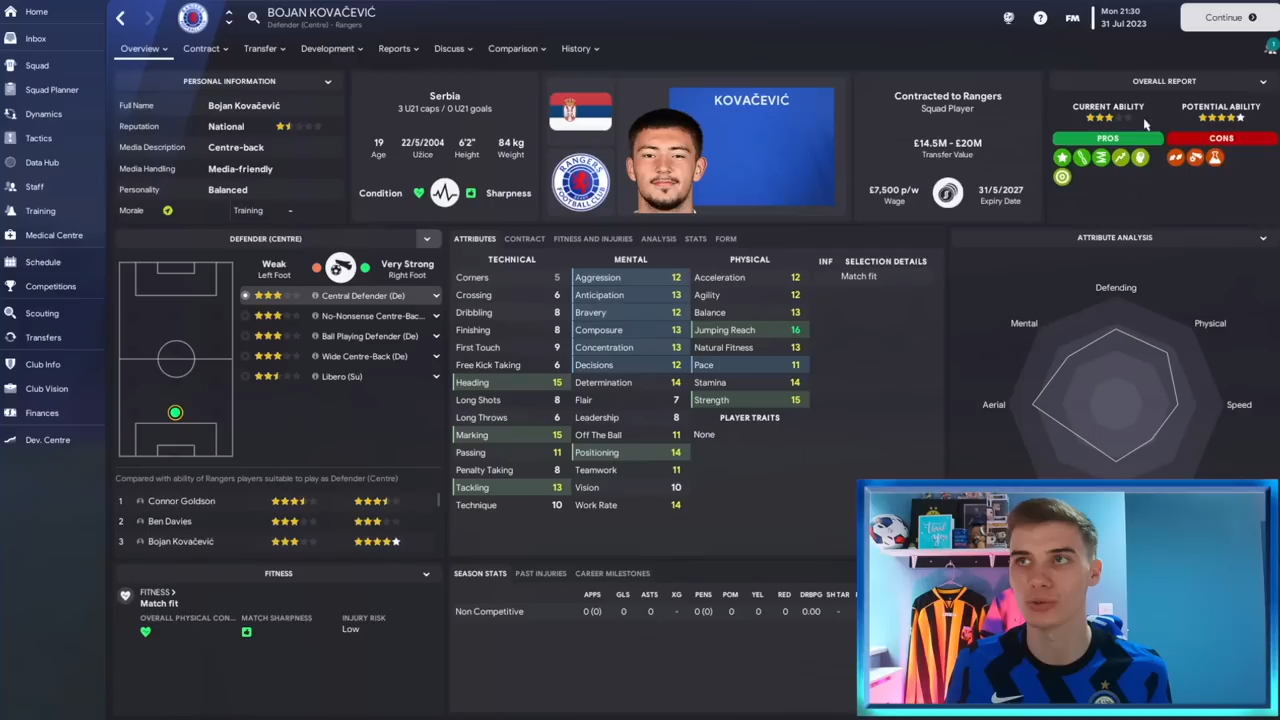 Home
Inbox
Squad
Squad Planner
Dynamics
Tactics
Data Hub
Staff
Training
Medical Centre
Schedule
Competitions
Scouting
Transfers
Club Info
Club Vision
Finances
Dev. Centre
BOJAN KOVAČEVIĆ
Defender (Centre) - Rangers
FM
Mon 21:30
31 Jul 2023
Continue
1
Overview
Contract
Transfer
Development
Reports
Discuss
Comparison
History
PERSONAL INFORMATION
Full Name Bojan Kovačević
Reputation National
Media Description Centre-back
Media Handling Media-friendly
Personality Balanced
Morale Training -
Serbia
3 U21 caps / 0 U21 goals
19 22/5/2004 6'2" 84 kg
Age Užice Height Weight
Condition Sharpness
RANGERS
FOOTBALL CLUB
KOVAČEVIĆ
Contracted to Rangers
Squad Player
£14.5M - £20M
Transfer Value
£7,500 p/w 31/5/2027
Wage Expiry Date
OVERALL REPORT
CURRENT ABILITY POTENTIAL ABILITY
PROS CONS
DEFENDER (CENTRE)
Weak Very Strong
Left Foot Right Foot
Central Defender (De)
No-Nonsense Centre-Bac...
Ball Playing Defender (De)
Wide Centre-Back (De)
Libero (Su)
Compared with ability of Rangers players suitable to play as Defender (Centre)
1 Connor Goldson
2 Ben Davies
3 Bojan Kovačević
FITNESS
FITNESS >
Match fit
OVERALL PHYSICAL CON... MATCH SHARPNESS INJURY RISK
Low
ATTRIBUTES CONTRACT FITNESS AND INJURIES ANALYSIS STATS FORM
TECHNICAL MENTAL PHYSICAL
Corners 5 Aggression 12 Acceleration 12
Crossing 6 Anticipation 13 Agility 12
Dribbling 8 Bravery 12 Balance 13
Finishing 8 Composure 13 Jumping Reach 16
First Touch 9 Concentration 13 Natural Fitness 13
Free Kick Taking 6 Decisions 12 Pace 11
Heading 15 Determination 14 Stamina 14
Long Shots 8 Flair 7 Strength 15
Long Throws 6 Leadership 8 PLAYER TRAITS
Marking 15 Off The Ball 11 None
Passing 11 Positioning 14
Penalty Taking 8 Teamwork 11
Tackling 13 Vision 10
Technique 10 Work Rate 14
INF SELECTION DETAILS
Match fit
ATTRIBUTE ANALYSIS
Defending
Mental Physical
Aerial Speed
SEASON STATS PAST INJURIES CAREER MILESTONES
APPS GLS ASTS XG PENS POM YEL RED DRBPG SH TAR
Non Competitive 0 (0) 0 0 - 0 (0) 0 0 0 0.00 -
thank
you